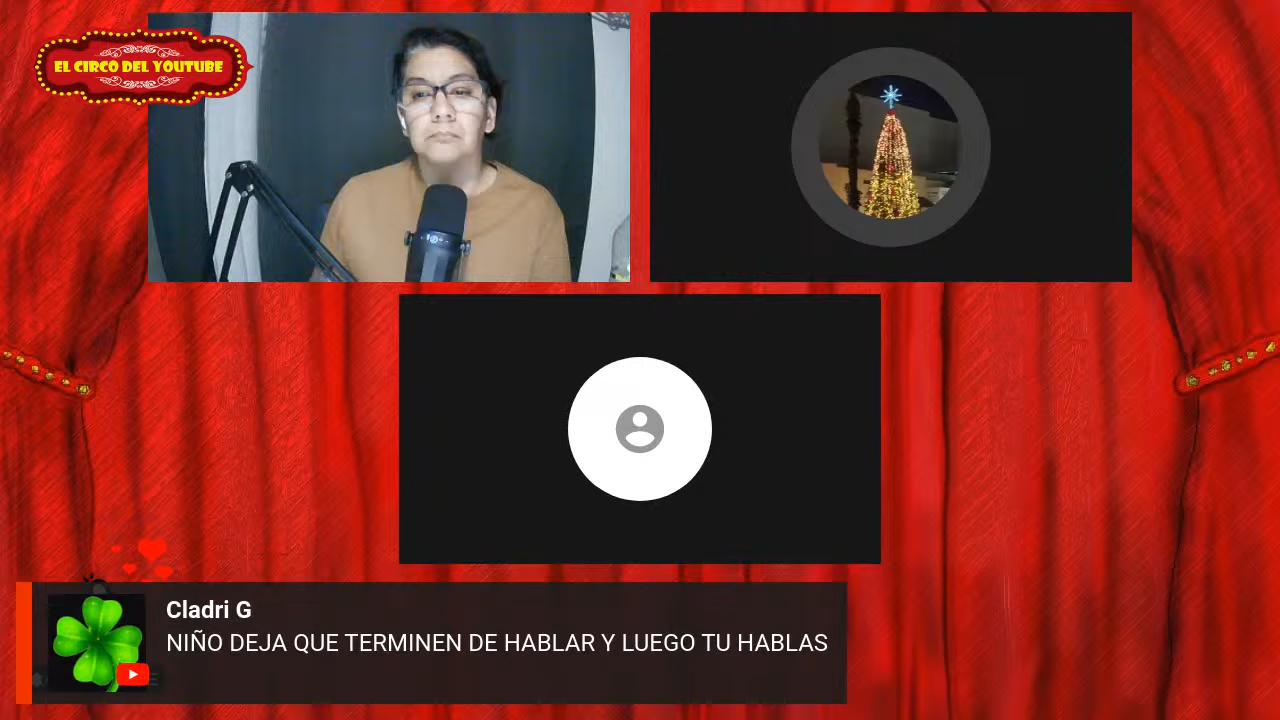 EL CIRCO DEL YOUTUBE
Cladri G
NIÑO DEJA QUE TERMINEN DE HABLAR Y LUEGO TU HABLAS